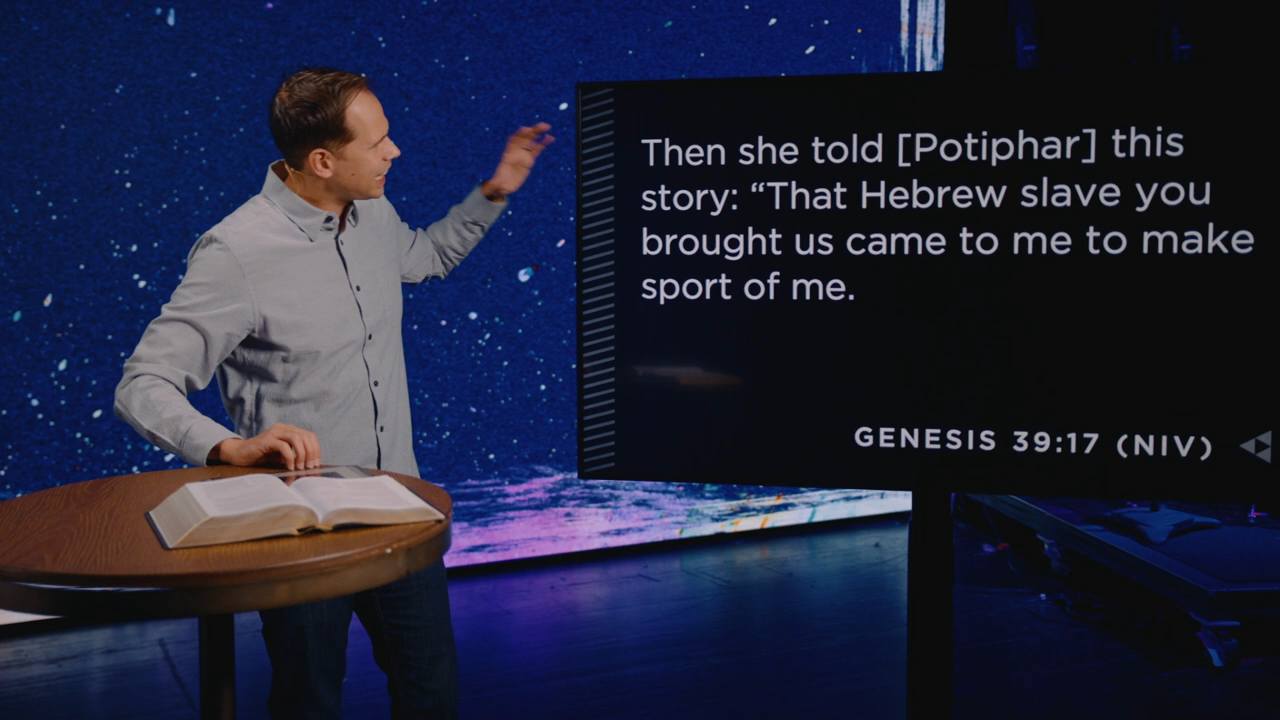 Then she told [Potiphar] this
story: “That Hebrew slave you
brought us came to me to make
sport of me.
GENESIS 39:17 (NIV)